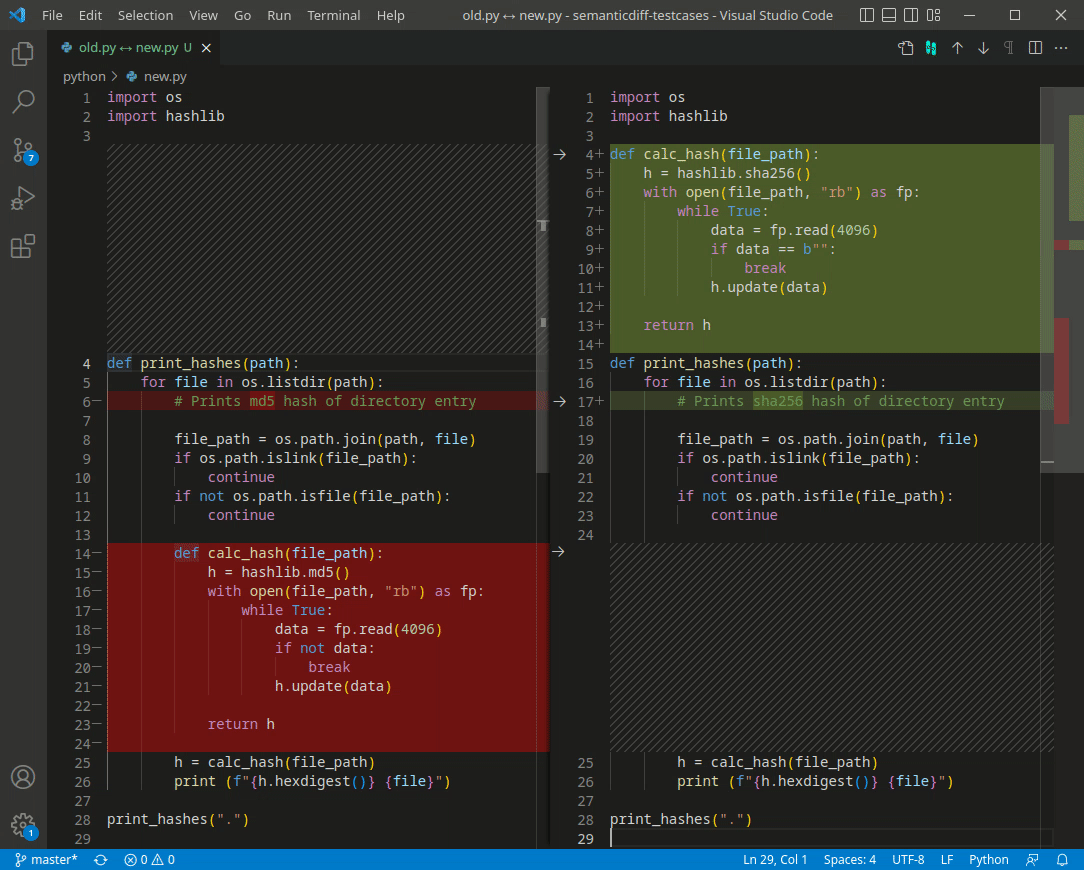 File Edit Selection View Go Run Terminal Help old.py ↔ new.py - semanticdiff-testcases - Visual Studio Code
old.py ↔ new.py U
python > new.py
7
1
1 import os
2 import hashlib
3
4 def print_hashes(path):
5     for file in os.listdir(path):
6−         # Prints md5 hash of directory entry
7
8         file_path = os.path.join(path, file)
9         if os.path.islink(file_path):
10             continue
11         if not os.path.isfile(file_path):
12             continue
13
14−         def calc_hash(file_path):
15−             h = hashlib.md5()
16−             with open(file_path, "rb") as fp:
17−                 while True:
18−                     data = fp.read(4096)
19−                     if not data:
20−                         break
21−                     h.update(data)
22−
23−             return h
24−
25         h = calc_hash(file_path)
26         print (f"{h.hexdigest()} {file}")
27
28 print_hashes(".")
29
1 import os
2 import hashlib
3
4+ def calc_hash(file_path):
5+     h = hashlib.sha256()
6+     with open(file_path, "rb") as fp:
7+         while True:
8+             data = fp.read(4096)
9+             if data == b"":
10+                 break
11+             h.update(data)
12+
13+     return h
14+
15 def print_hashes(path):
16     for file in os.listdir(path):
17+         # Prints sha256 hash of directory entry
18
19         file_path = os.path.join(path, file)
20         if os.path.islink(file_path):
21             continue
22         if not os.path.isfile(file_path):
23             continue
24
25         h = calc_hash(file_path)
26         print (f"{h.hexdigest()} {file}")
27
28 print_hashes(".")
29
master* 0 0 Ln 29, Col 1 Spaces: 4 UTF-8 LF Python